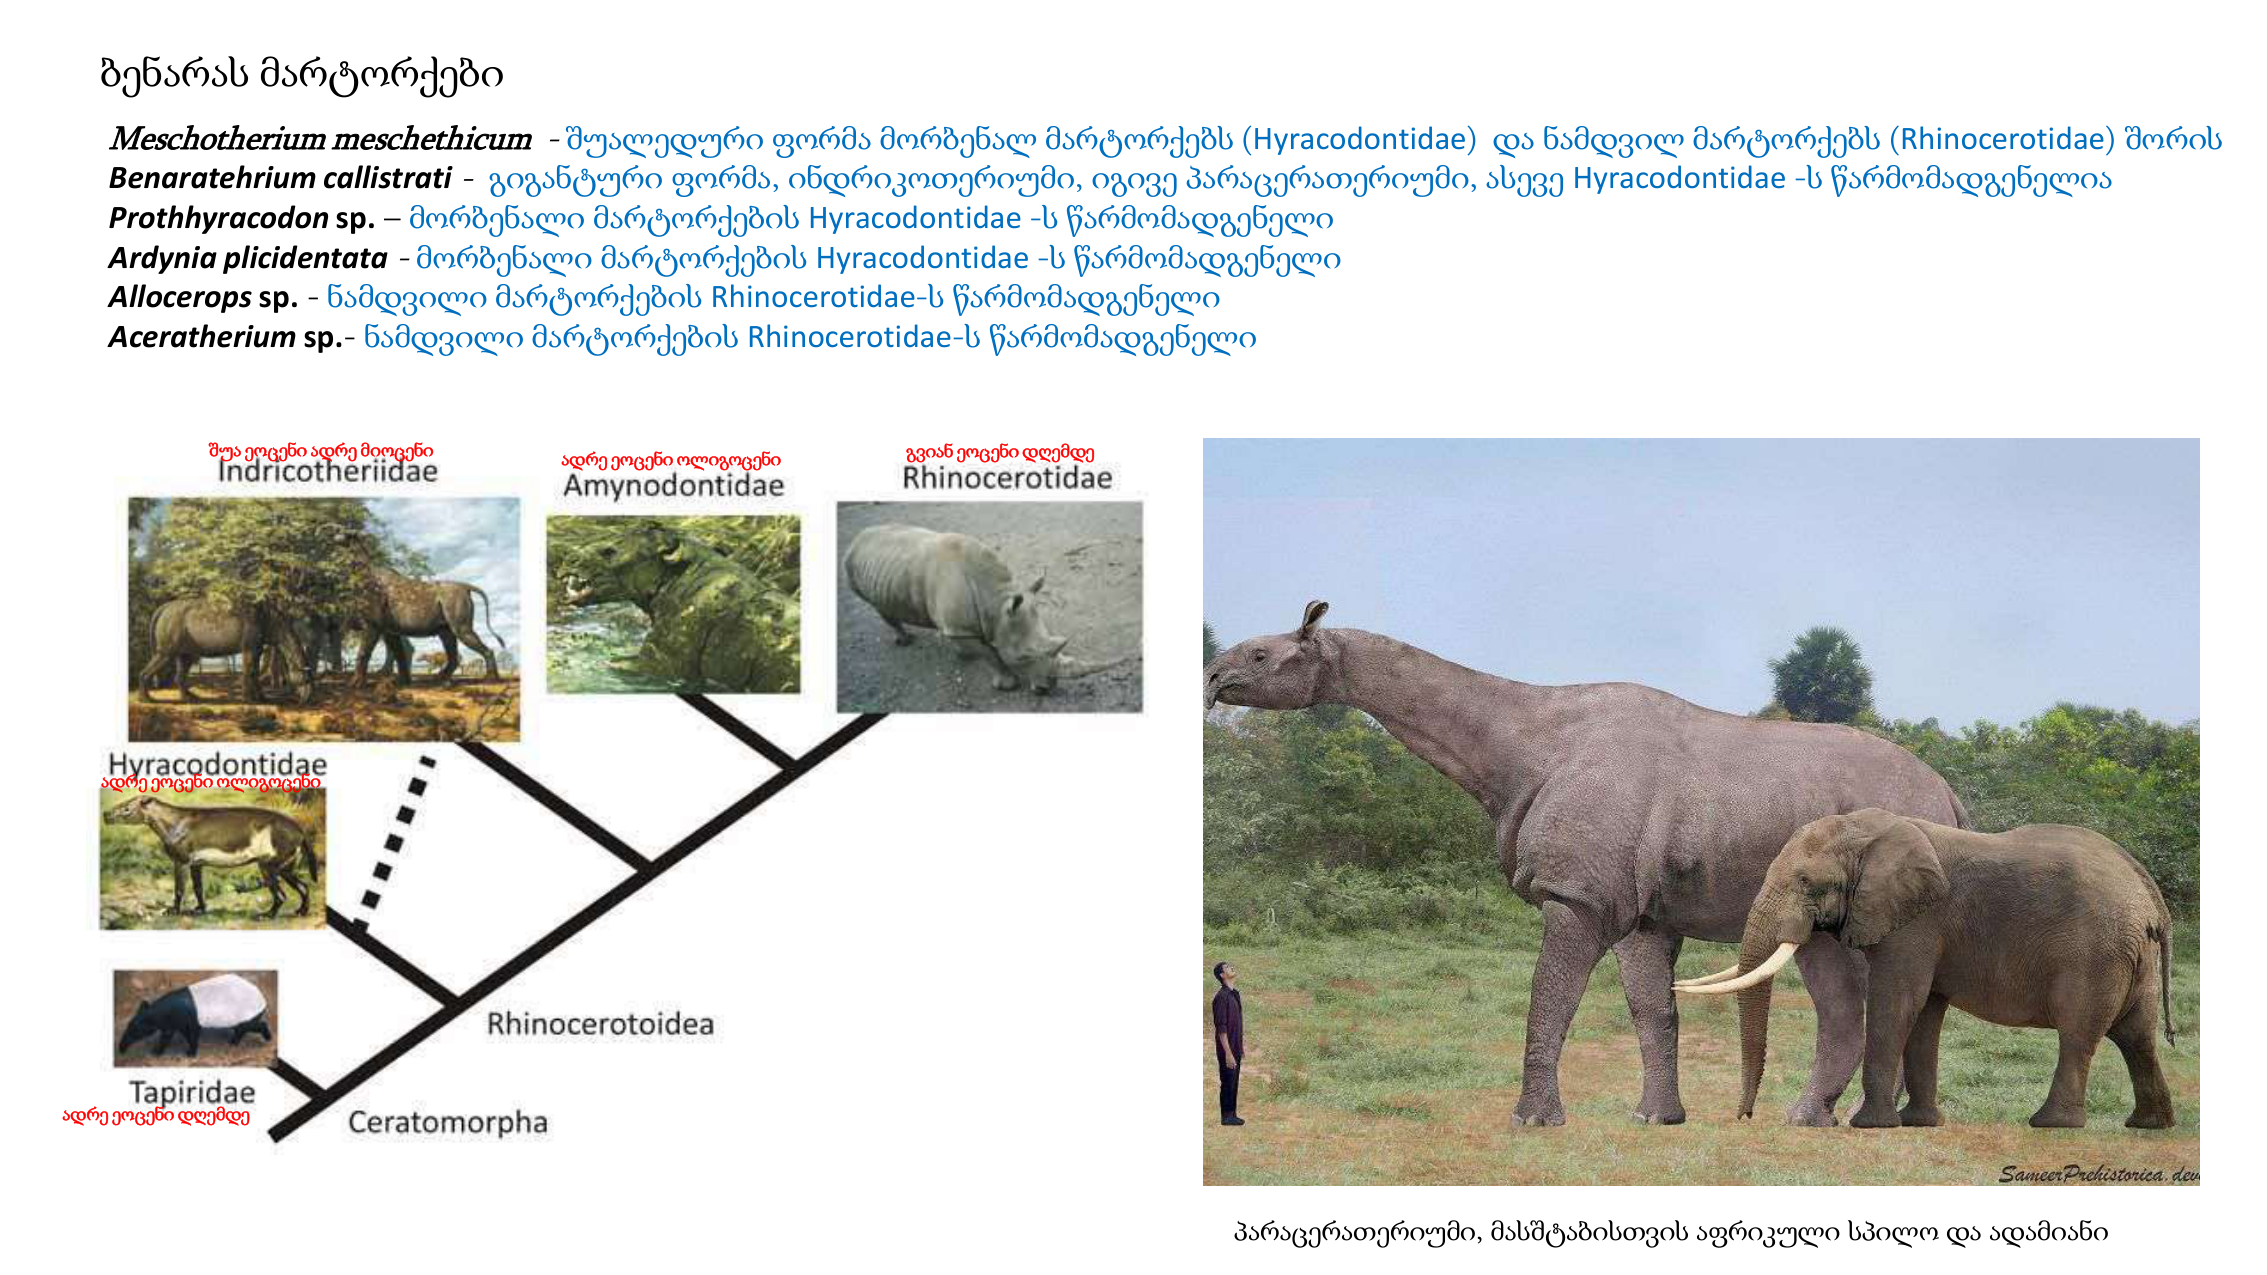 ბენარას მარტორქები
Meschotherium meschethicum - შუალედური ფორმა მორბენალ მარტორქებს (Hyracodontidae) და ნამდვილ მარტორქებს (Rhinocerotidae) შორის
Benaratehrium callistrati - გიგანტური ფორმა, ინდრიკოთერიუმი, იგივე პარაცერათერიუმი, ასევე Hyracodontidae -ს წარმომადგენელია
Prothhyracodon sp. – მორბენალი მარტორქების Hyracodontidae -ს წარმომადგენელი
Ardynia plicidentata - მორბენალი მარტორქების Hyracodontidae -ს წარმომადგენელი
Allocerops sp. - ნამდვილი მარტორქების Rhinocerotidae-ს წარმომადგენელი
Aceratherium sp.- ნამდვილი მარტორქების Rhinocerotidae-ს წარმომადგენელი
შუა ეოცენი ადრე მიოცენი
Indricotheriidae
ადრე ეოცენი ოლიგოცენი
Amynodontidae
გვიან ეოცენი დღემდე
Rhinocerotidae
Hyracodontidae
ადრე ეოცენი ოლიგოცენი
Rhinocerotoidea
Tapiridae
ადრე ეოცენი დღემდე
Ceratomorpha
SameerPrehistorica.dev
პარაცერათერიუმი, მასშტაბისთვის აფრიკული სპილო და ადამიანი